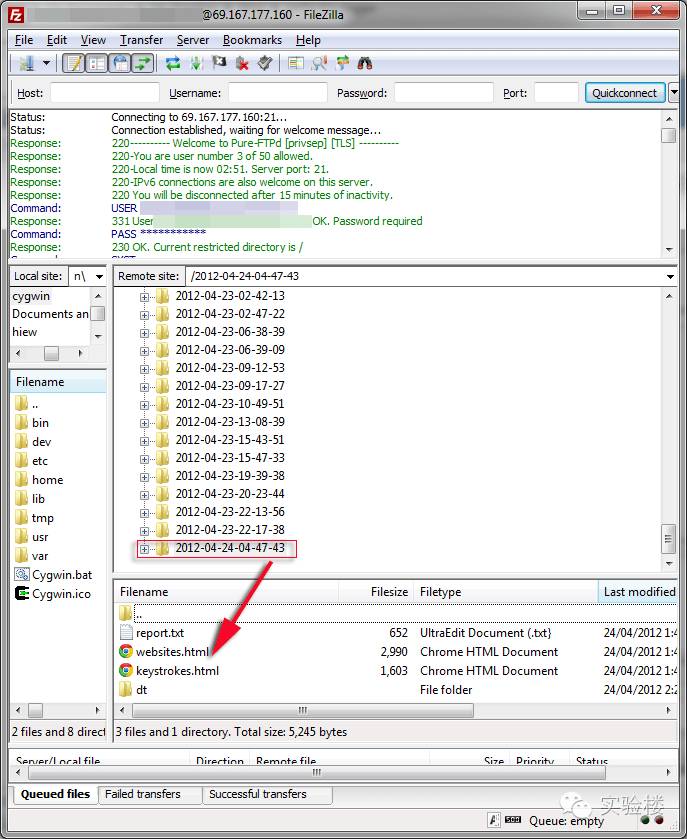 @69.167.177.160 - FileZilla
File Edit View Transfer Server Bookmarks Help
Host: Username: Password: Port: Quickconnect
Status: Connecting to 69.167.177.160:21...
Status: Connection established, waiting for welcome message...
Response: 220---------- Welcome to Pure-FTPd [privsep] [TLS] ----------
Response: 220-You are user number 3 of 50 allowed.
Response: 220-Local time is now 02:51. Server port: 21.
Response: 220-IPv6 connections are also welcome on this server.
Response: 220 You will be disconnected after 15 minutes of inactivity.
Command: USER
Response: 331 User OK. Password required
Command: PASS ***********
Response: 230 OK. Current restricted directory is /
Local site: n\ Remote site: /2012-04-24-04-47-43
cygwin
Documents an
hiew
2012-04-23-02-42-13
2012-04-23-02-47-22
2012-04-23-06-38-39
2012-04-23-06-39-09
2012-04-23-09-12-53
2012-04-23-09-17-27
2012-04-23-10-49-51
2012-04-23-13-08-39
2012-04-23-15-43-51
2012-04-23-15-47-33
2012-04-23-19-39-38
2012-04-23-20-23-44
2012-04-23-22-13-56
2012-04-23-22-17-38
2012-04-24-04-47-43
Filename
..
bin
dev
etc
home
lib
tmp
usr
var
Cygwin.bat
Cygwin.ico
2 files and 8 direct
Filename Filesize Filetype Last modified
..
report.txt 652 UltraEdit Document (.txt) 24/04/2012 1:4
websites.html 2,990 Chrome HTML Document 24/04/2012 1:4
keystrokes.html 1,603 Chrome HTML Document 24/04/2012 1:4
dt File folder 24/04/2012 2:2
3 files and 1 directory. Total size: 5,245 bytes
Server/Local file Direction Remote file Size Priority Status
Queued files Failed transfers Successful transfers
Queue: empty
实验楼